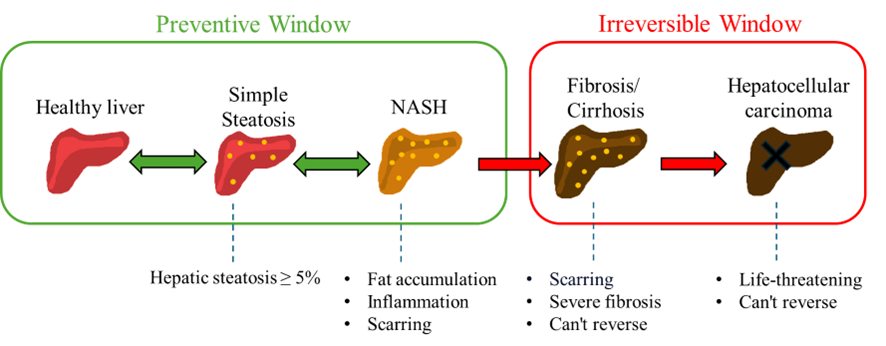 Preventive Window
Irreversible Window
Healthy liver
Simple
Steatosis
NASH
Fibrosis/
Cirrhosis
Hepatocellular
carcinoma
Hepatic steatosis ≥ 5%
• Fat accumulation
• Inflammation
• Scarring
• Scarring
• Severe fibrosis
• Can't reverse
• Life-threatening
• Can't reverse